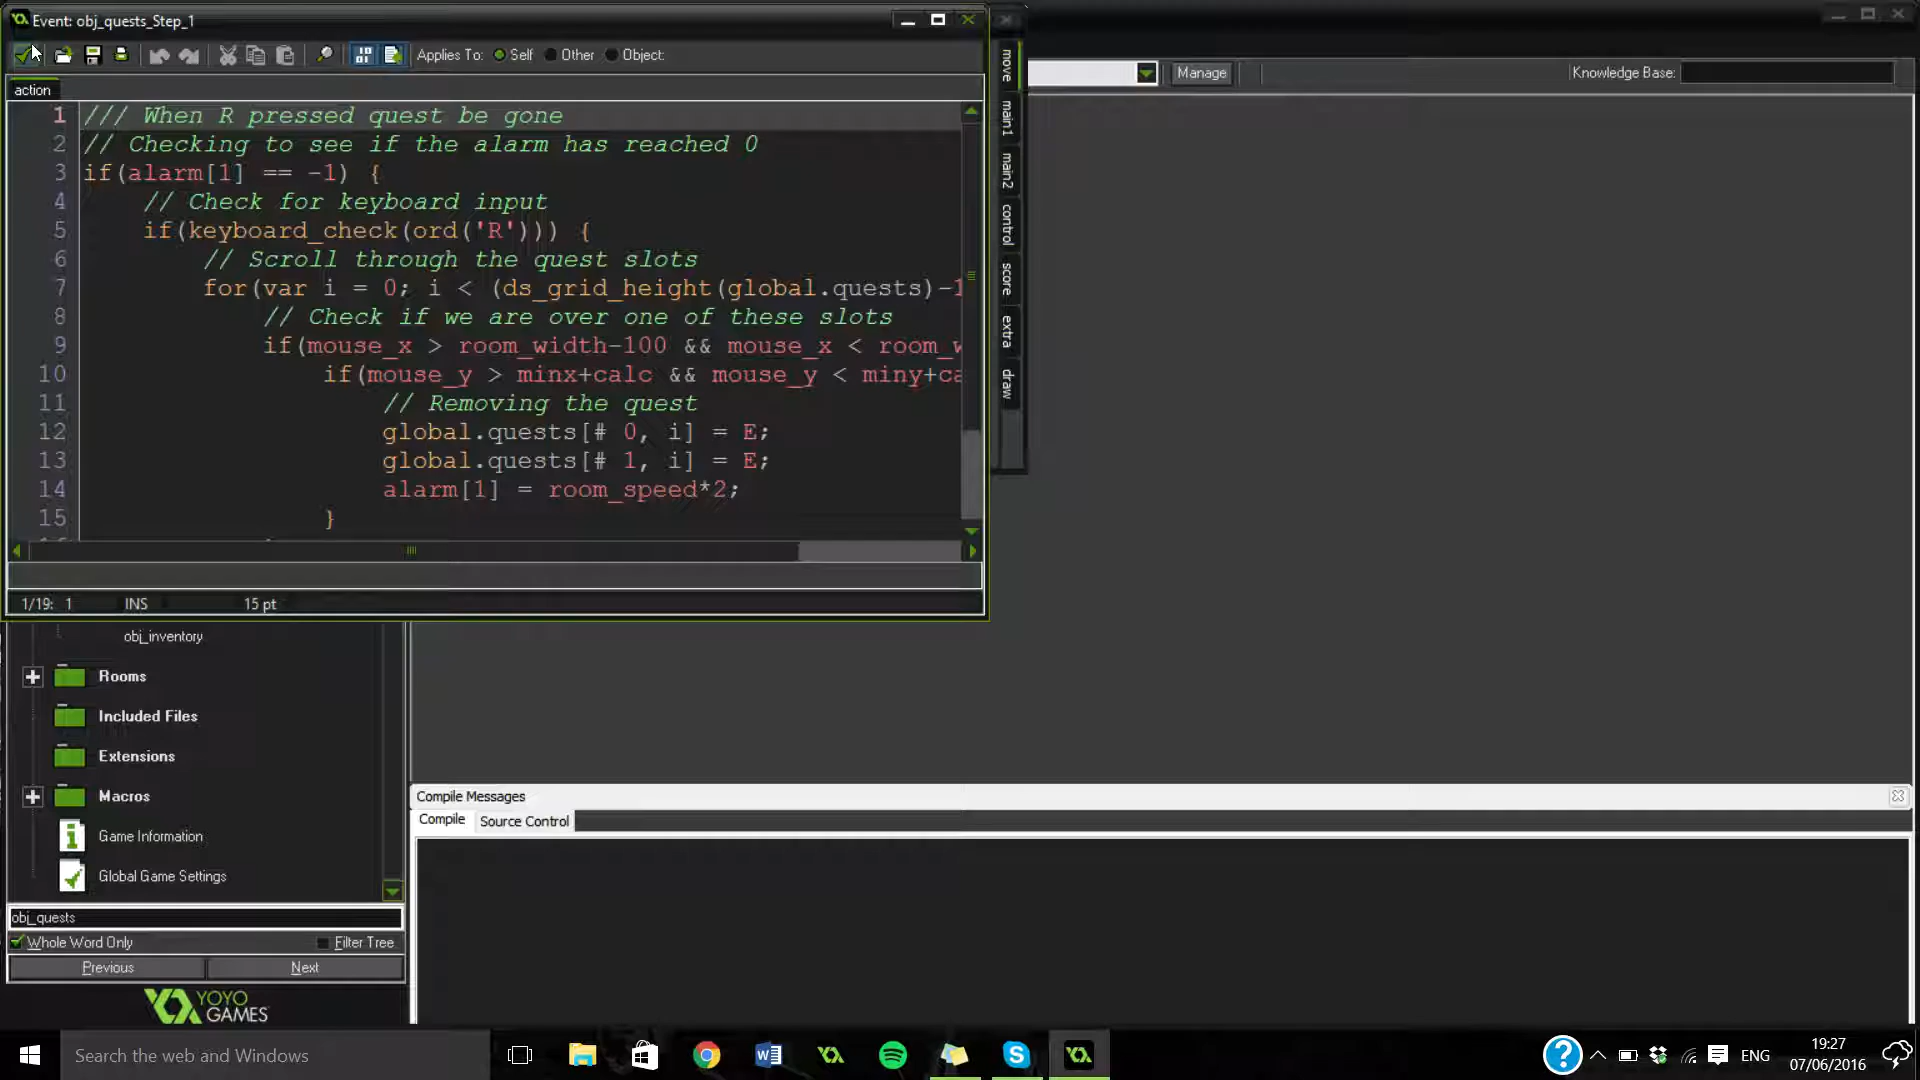 Event: obj_quests_Step_1
Applies To: Self Other Object:
action
1 /// When R pressed quest be gone
2 // Checking to see if the alarm has reached 0
3 if(alarm[1] == -1) {
4 // Check for keyboard input
5 if(keyboard_check(ord('R'))) {
6 // Scroll through the quest slots
7 for(var i = 0; i < (ds_grid_height(global.quests)-1
8 // Check if we are over one of these slots
9 if(mouse_x > room_width-100 && mouse_x < room_w
10 if(mouse_y > minx+calc && mouse_y < miny+ca
11 // Removing the quest
12 global.quests[# 0, i] = E;
13 global.quests[# 1, i] = E;
14 alarm[1] = room_speed*2;
15 }
1/19: 1 INS 15 pt
move
main1
main2
control
score
extra
draw
Manage
Knowledge Base:
obj_inventory
Rooms
Included Files
Extensions
Macros
Game Information
Global Game Settings
obj_quests
Whole Word Only Filter Tree
Previous Next
YOYO
GAMES
Compile Messages
Compile Source Control
Search the web and Windows
ENG
19:27
07/06/2016